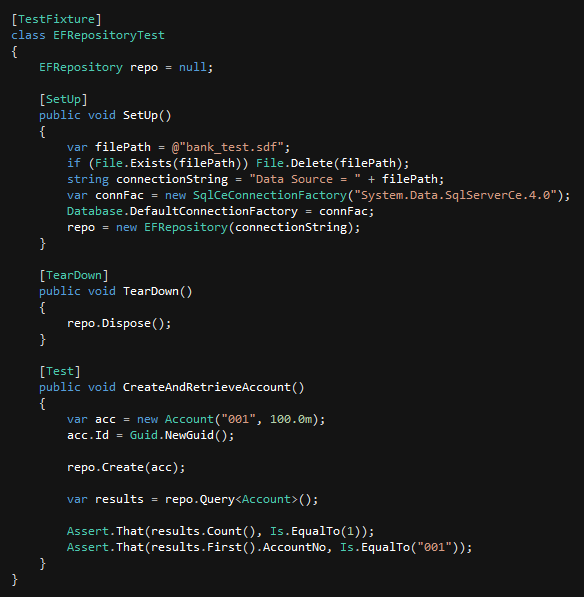 [TestFixture]
class EFRepositoryTest
{
    EFRepository repo = null;

    [SetUp]
    public void SetUp()
    {
        var filePath = @"bank_test.sdf";
        if (File.Exists(filePath)) File.Delete(filePath);
        string connectionString = "Data Source = " + filePath;
        var connFac = new SqlCeConnectionFactory("System.Data.SqlServerCe.4.0");
        Database.DefaultConnectionFactory = connFac;
        repo = new EFRepository(connectionString);
    }

    [TearDown]
    public void TearDown()
    {
        repo.Dispose();
    }

    [Test]
    public void CreateAndRetrieveAccount()
    {
        var acc = new Account("001", 100.0m);
        acc.Id = Guid.NewGuid();

        repo.Create(acc);

        var results = repo.Query<Account>();

        Assert.That(results.Count(), Is.EqualTo(1));
        Assert.That(results.First().AccountNo, Is.EqualTo("001"));
    }
}